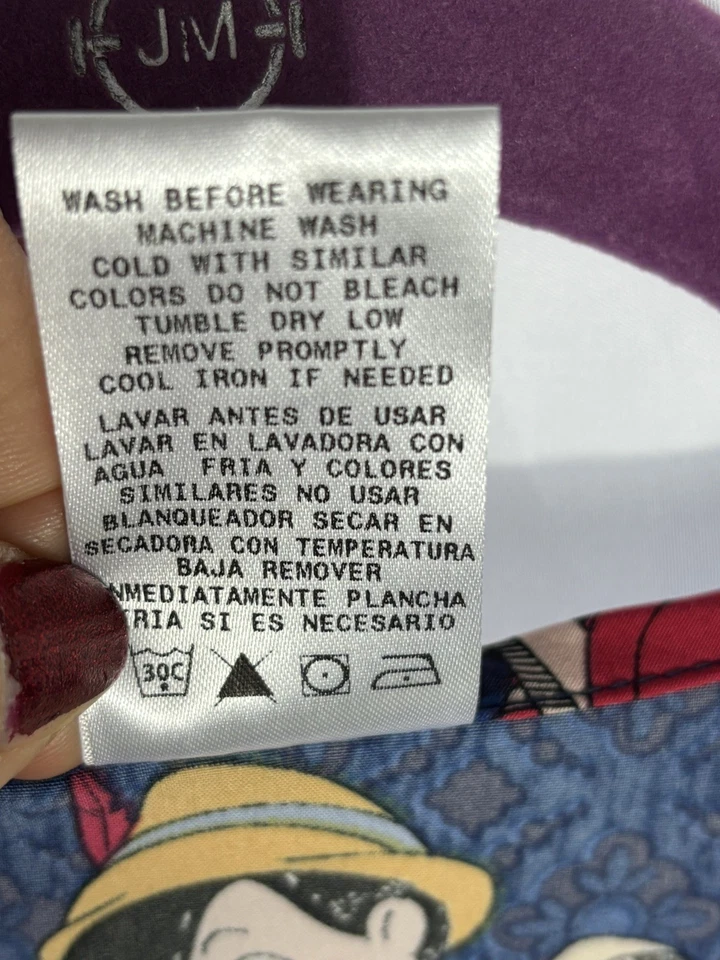 JM
WASH BEFORE WEARING
MACHINE WASH
COLD WITH SIMILAR
COLORS DO NOT BLEACH
TUMBLE DRY LOW
REMOVE PROMPTLY
COOL IRON IF NEEDED
LAVAR ANTES DE USAR
LAVAR EN LAVADORA CON
AGUA FRIA Y COLORES
SIMILARES NO USAR
BLANQUEADOR SECAR EN
SECADORA CON TEMPERATURA
BAJA REMOVER
NMEDIATAMENTE PLANCHA
RIA SI ES NECESARIO
30C